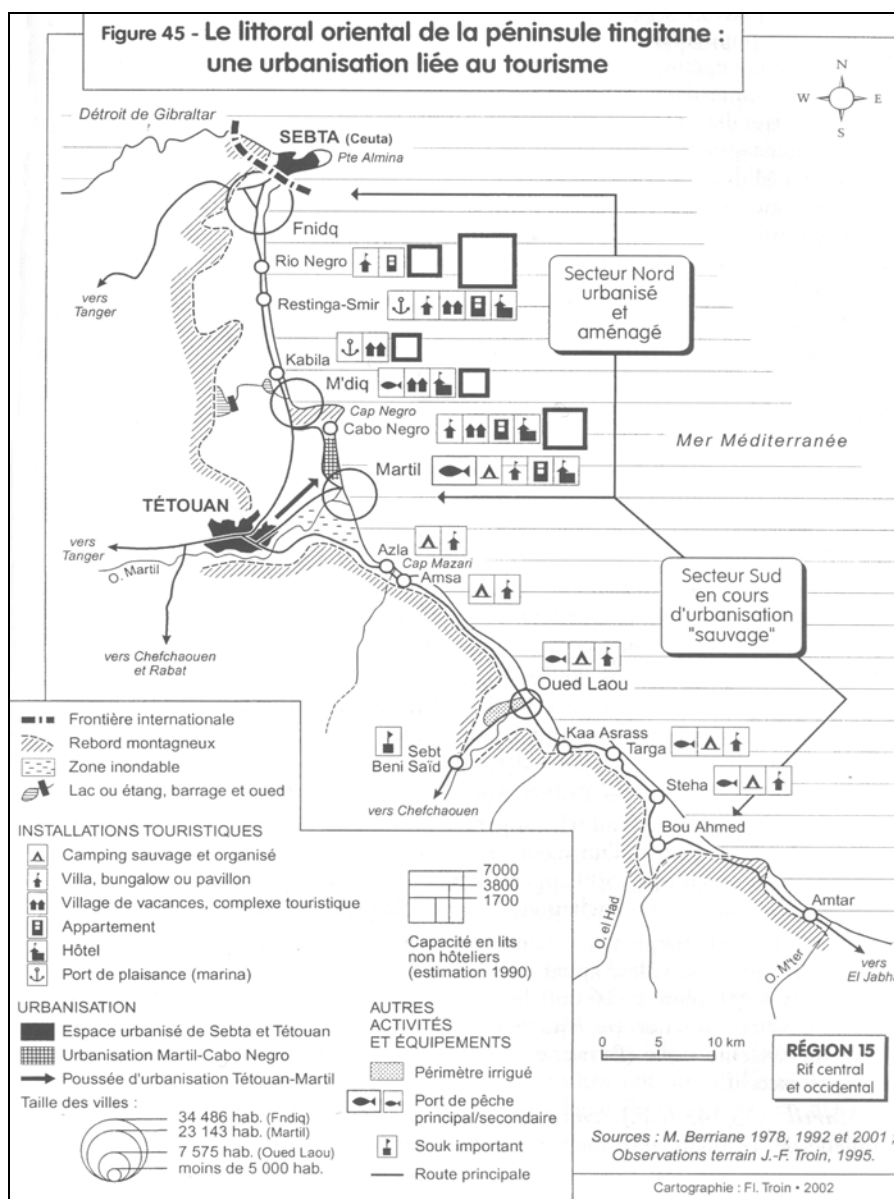 Figure 45 - Le littoral oriental de la péninsule tingitane :
une urbanisation liée au tourisme
N
W
E
S
Détroit de Gibraltar
SEBTA (Ceuta)
Pte Almina
Fnidq
Rio Negro
vers
Tanger
Restinga-Smir
Secteur Nord
urbanisé
et
aménagé
Kabila
M'diq
Cap Negro
Cabo Negro
Mer Méditerranée
Martil
TÉTOUAN
vers
Tanger
O. Martil
Azla
Cap Mazari
Amsa
vers Chefchaouen
et Rabat
Secteur Sud
en cours
d'urbanisation
"sauvage"
Oued Laou
Kaa Asrass
Targa
Sebt
Beni Saïd
vers Chefchaouen
Steha
Bou Ahmed
Amtar
O. el Had
O. M'ter
vers
El Jabha
Frontière internationale
Rebord montagneux
Zone inondable
Lac ou étang, barrage et oued
INSTALLATIONS TOURISTIQUES
Camping sauvage et organisé
Villa, bungalow ou pavillon
Village de vacances, complexe touristique
Appartement
Hôtel
Port de plaisance (marina)
7000
3800
1700
Capacité en lits
non hôteliers
(estimation 1990)
URBANISATION
Espace urbanisé de Sebta et Tétouan
Urbanisation Martil-Cabo Negro
Poussée d'urbanisation Tétouan-Martil
Taille des villes :
34 486 hab. (Fndiq)
23 143 hab. (Martil)
7 575 hab. (Oued Laou)
moins de 5 000 hab.
AUTRES
ACTIVITÉS
ET ÉQUIPEMENTS
Périmètre irrigué
Port de pêche
principal/secondaire
Souk important
Route principale
0
5
10 km
RÉGION 15
Rif central
et occidental
Sources : M. Berriane 1978, 1992 et 2001 ;
Observations terrain J.-F. Troin, 1995.
Cartographie : Fl. Troin • 2002